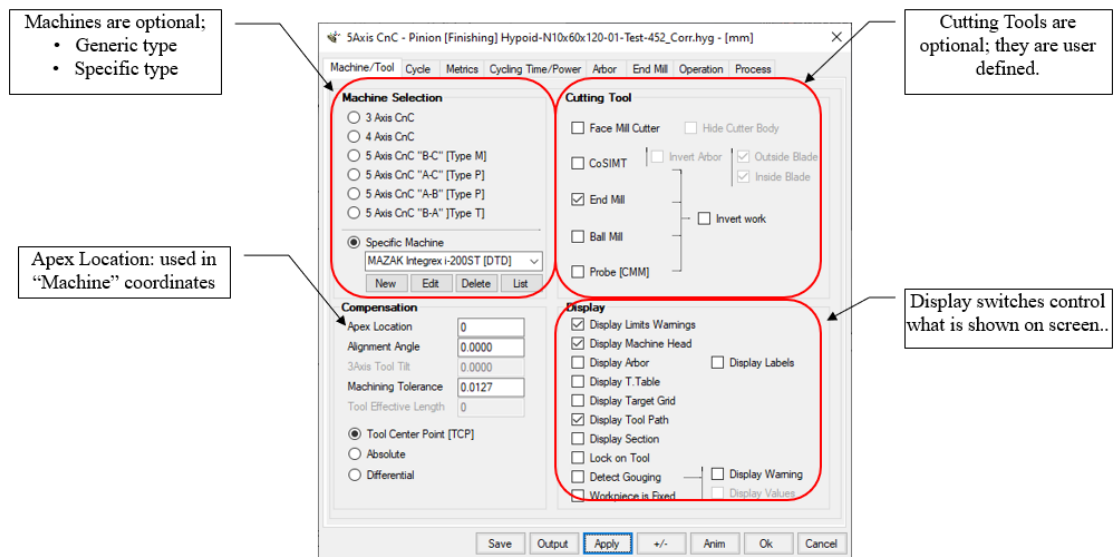 Machines are optional;
• Generic type
• Specific type
Cutting Tools are
optional; they are user
defined.
Apex Location: used in
“Machine” coordinates
Display switches control
what is shown on screen..
5Axis CnC - Pinion [Finishing] Hypoid-N10x60x120-01-Test-452_Corr.hyg - [mm]
Machine/Tool Cycle Metrics Cycling Time/Power Arbor End Mill Operation Process
Machine Selection
3 Axis CnC
4 Axis CnC
5 Axis CnC "B-C" [Type M]
5 Axis CnC "A-C" [Type P]
5 Axis CnC "A-B" [Type P]
5 Axis CnC "B-A" ]Type T]
Specific Machine
MAZAK Integrex i-200ST [DTD]
New Edit Delete List
Cutting Tool
Face Mill Cutter Hide Cutter Body
CoSIMT Invert Arbor Outside Blade
Inside Blade
End Mill
Invert work
Ball Mill
Probe [CMM]
Compensation
Apex Location 0
Alignment Angle 0.0000
3Axis Tool Tilt 0.0000
Machining Tolerance 0.0127
Tool Effective Length 0
Tool Center Point [TCP]
Absolute
Differential
Display
Display Limits Warnings
Display Machine Head
Display Arbor Display Labels
Display T.Table
Display Target Grid
Display Tool Path
Display Section
Lock on Tool
Detect Gouging Display Warning
Workpiece is Fixed Display Values
Save Output Apply +/- Anim Ok Cancel